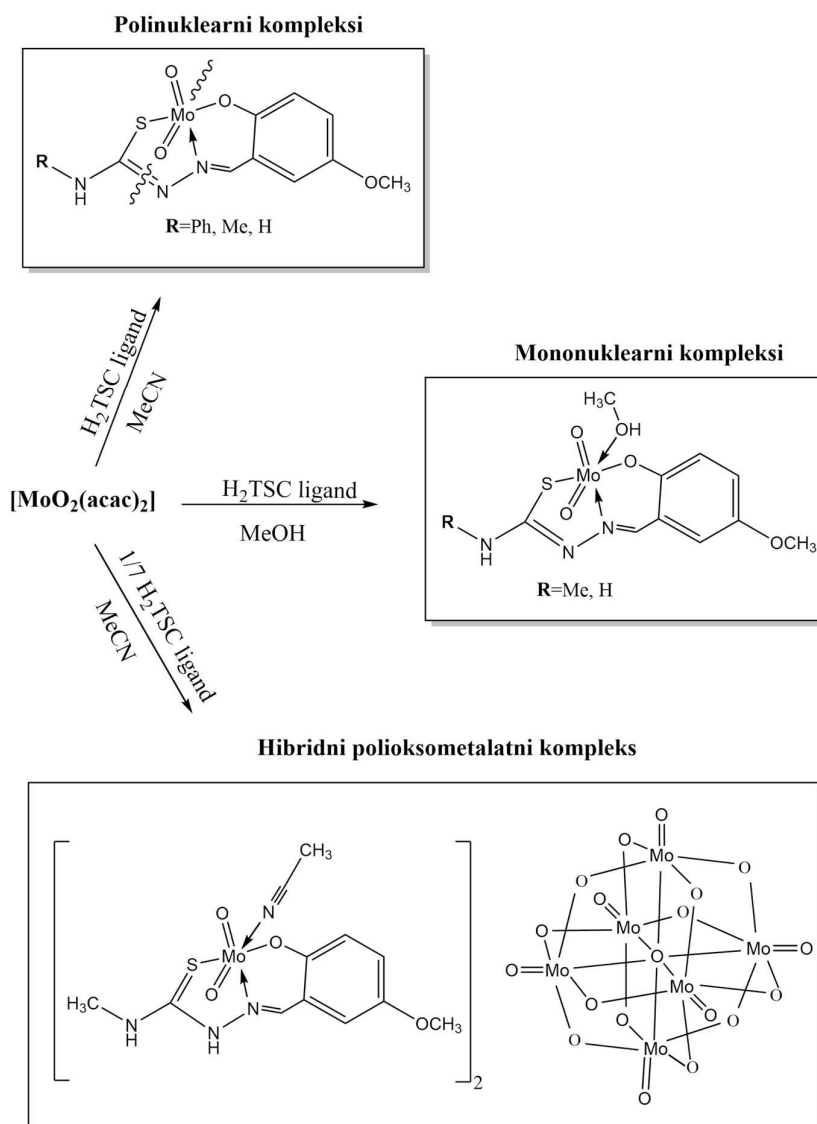 Polinuklearni kompleksi
O
Mo
O
S
O
R
N
H
N
N
OCH₃
R=Ph, Me, H
H₂TSC ligand
MeCN
Mononuklearni kompleksi
H₃C
OH
O
Mo
O
S
O
R
N
H
N
N
OCH₃
R=Me, H
[MoO₂(acac)₂]
H₂TSC ligand
MeOH
1/7 H₂TSC ligand
MeCN
Hibridni polioksometalatni kompleks
CH₃
N
O
Mo
O
S
O
H₃C
N
H
N
H
N
OCH₃
2
O
O
Mo
O
O
O
O
O
Mo
O
O
Mo
O
Mo
O
O
Mo
O
O
O
O
O
O
Mo
O
O